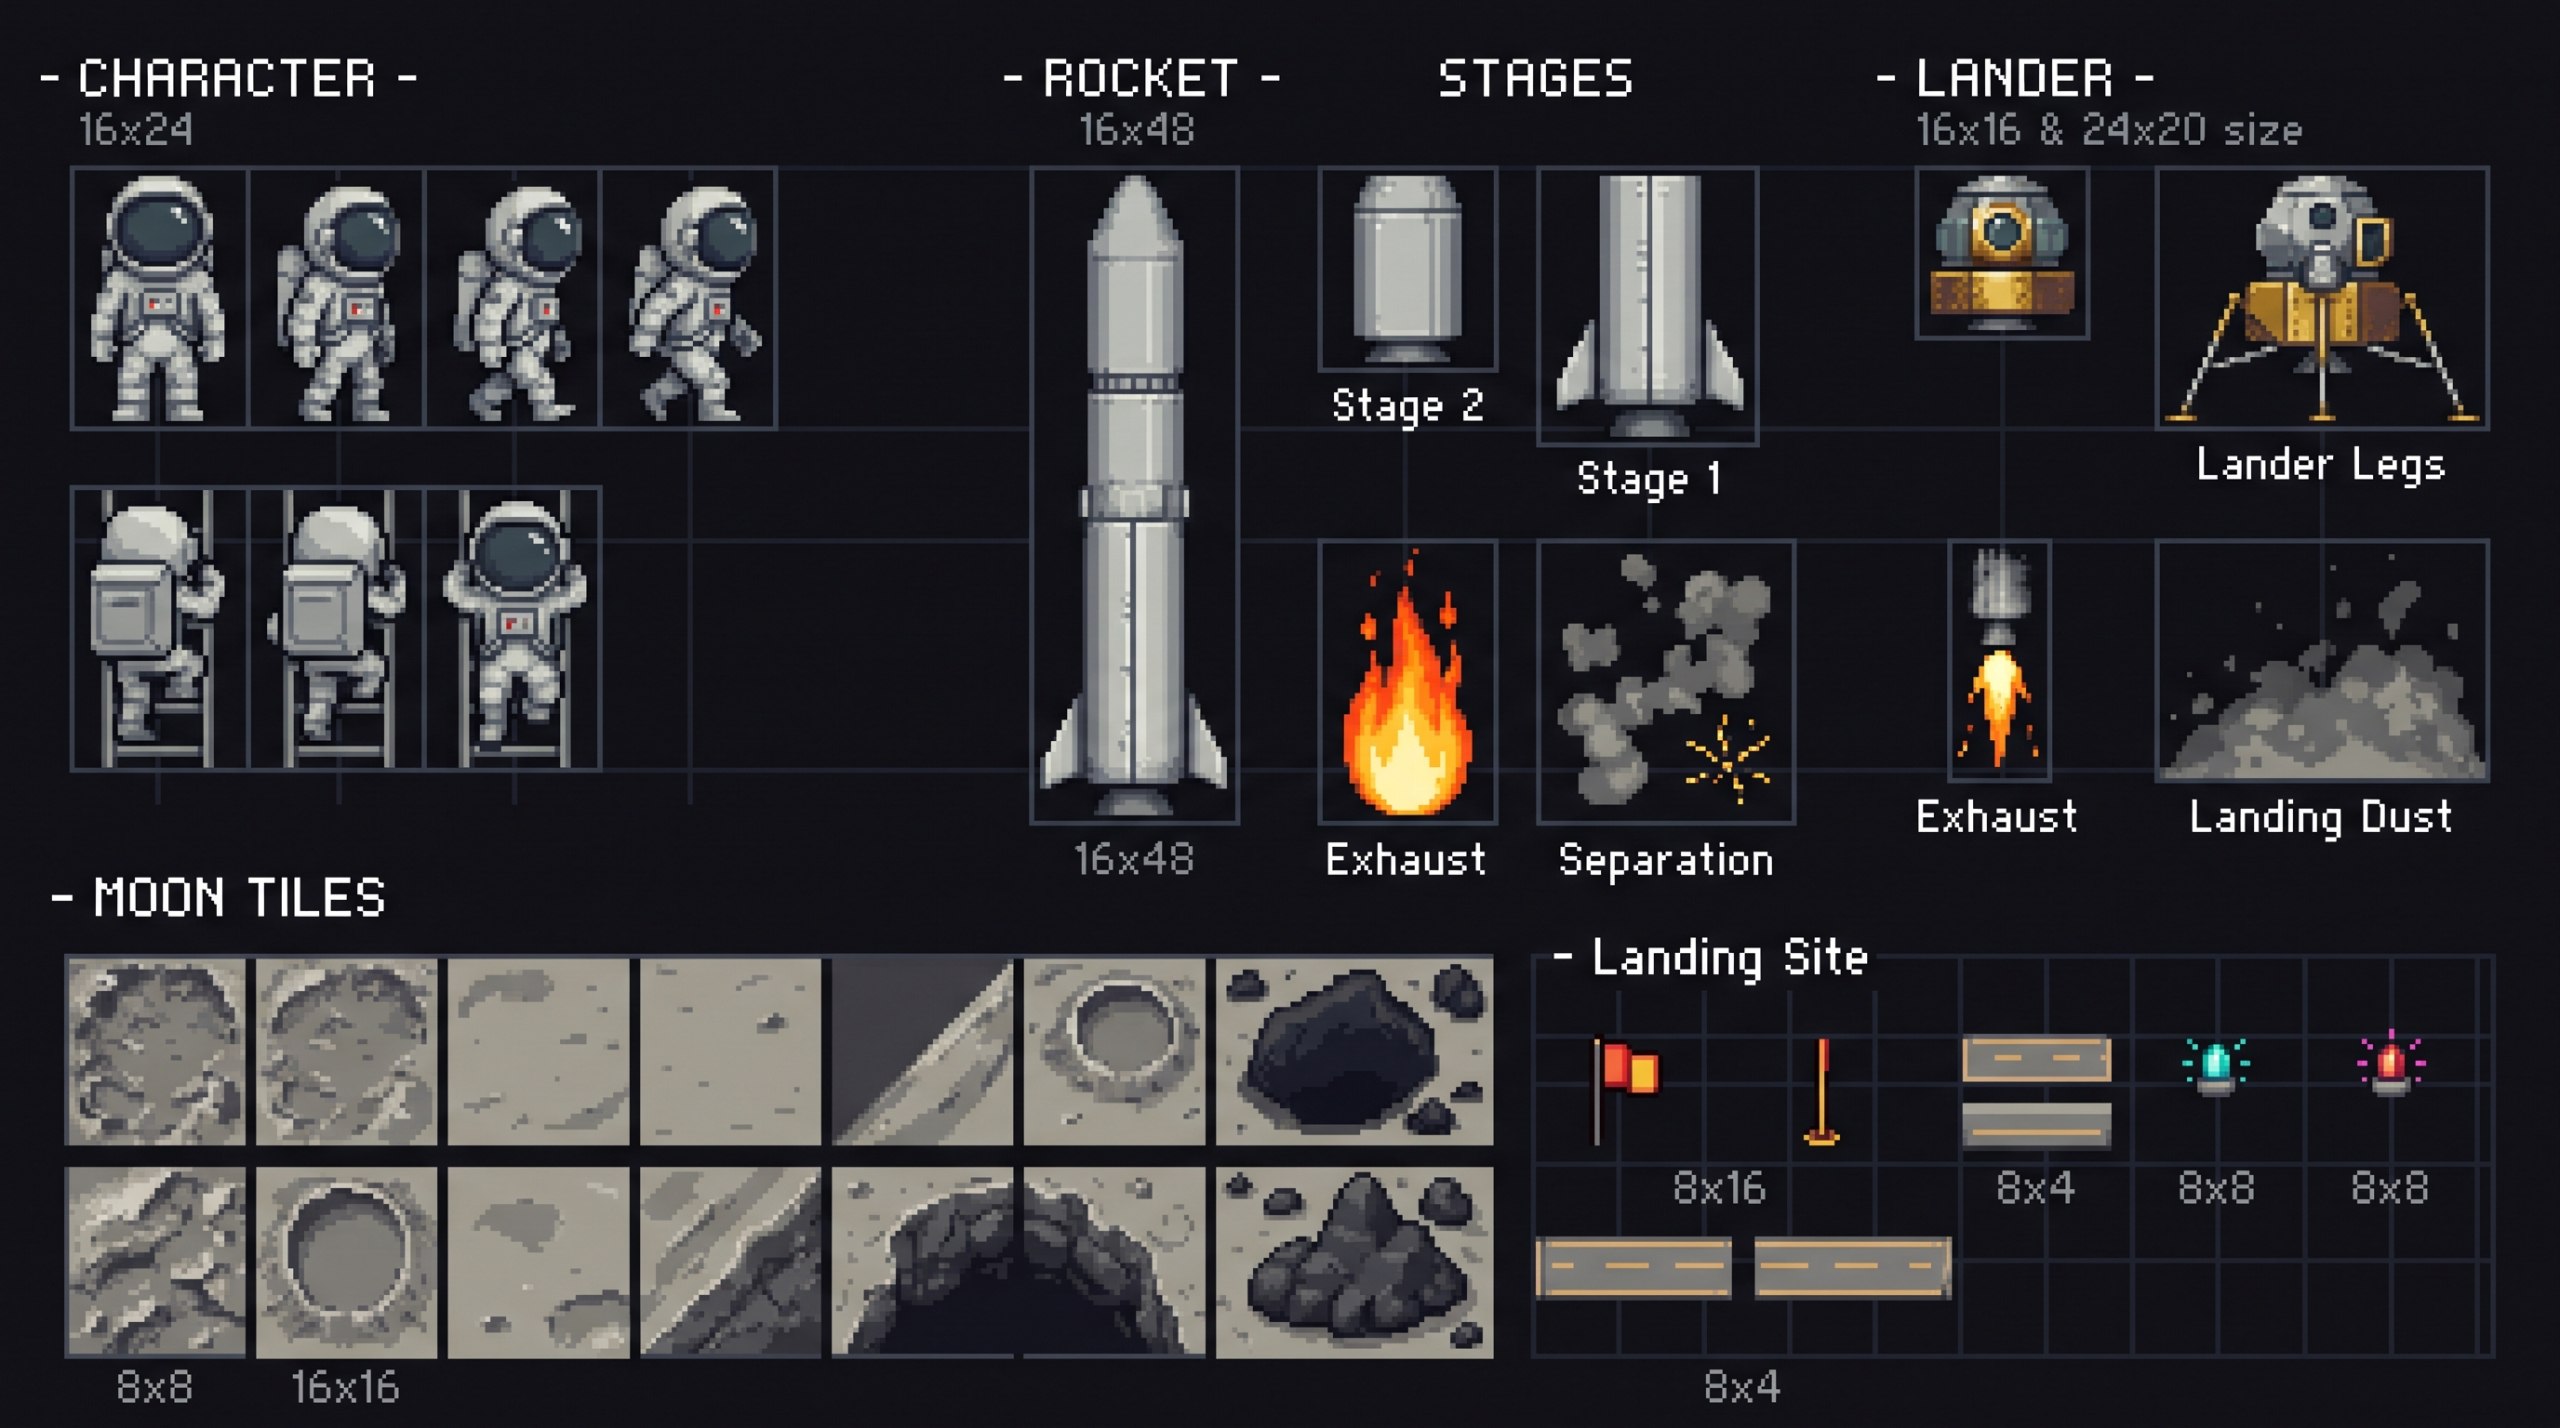 - CHARACTER -
16x24
- ROCKET -
16x48
STAGES
- LANDER -
16x16 & 24x20 size
Stage 2
Stage 1
Lander Legs
16x48
Exhaust
Separation
Exhaust
Landing Dust
- MOON TILES
8x8
16x16
- Landing Site
8x16
8x4
8x8
8x8
8x4